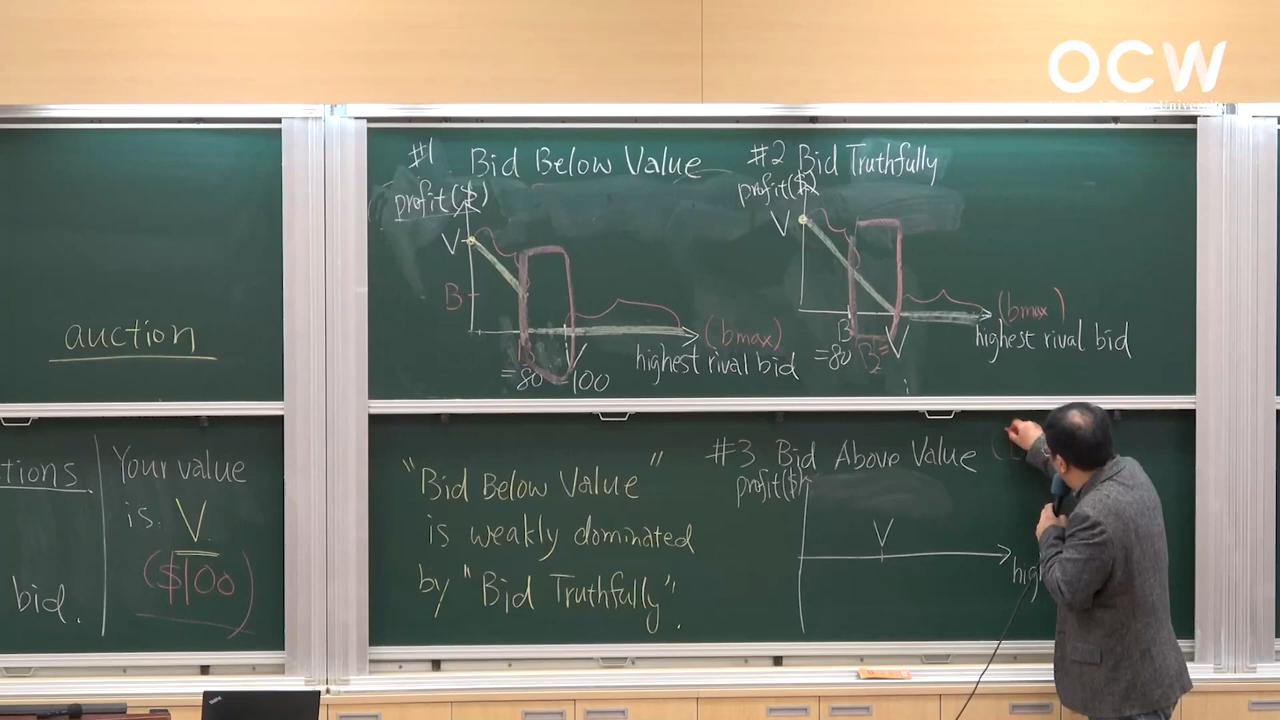 OCW
auction
ctions.
bid.
Your value
is V
($100)
#1 Bid Below Value
profit($)
V
B
B
=80
V
=100
(bmax)
highest rival bid
#2 Bid Truthfully
profit($)
V
B
=80
B=
V
(bmax)
highest rival bid
"Bid Below Value"
is weakly dominated
by "Bid Truthfully".
#3 Bid Above Value (
profit($)
V
high